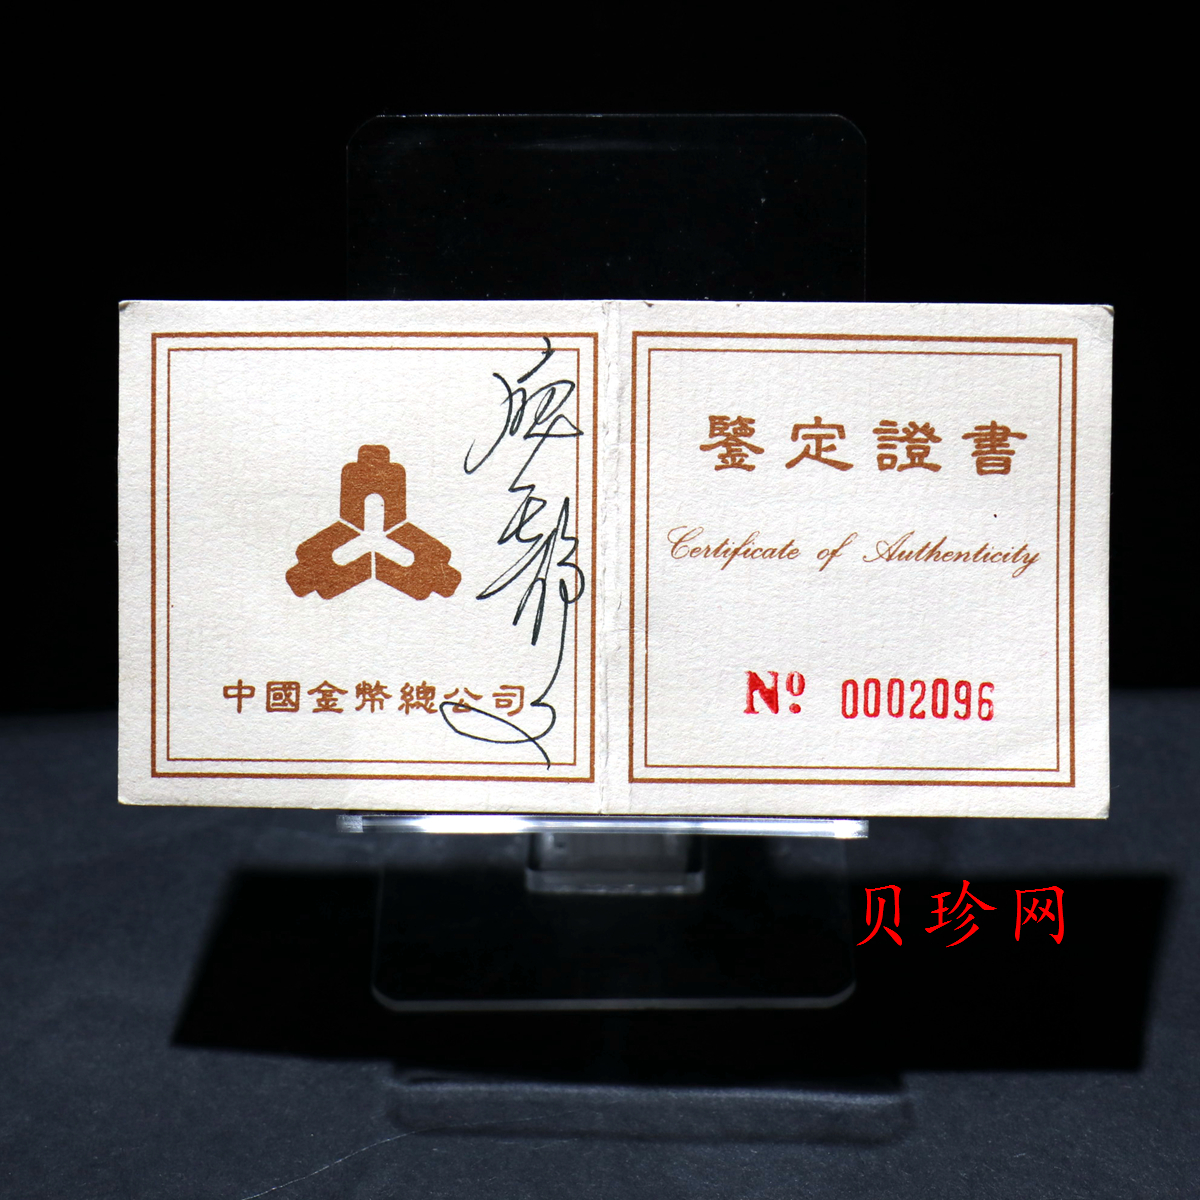 中國金幣總公司
鑒定證書
Certificate of Authenticity
Nº 0002096
贝珍网